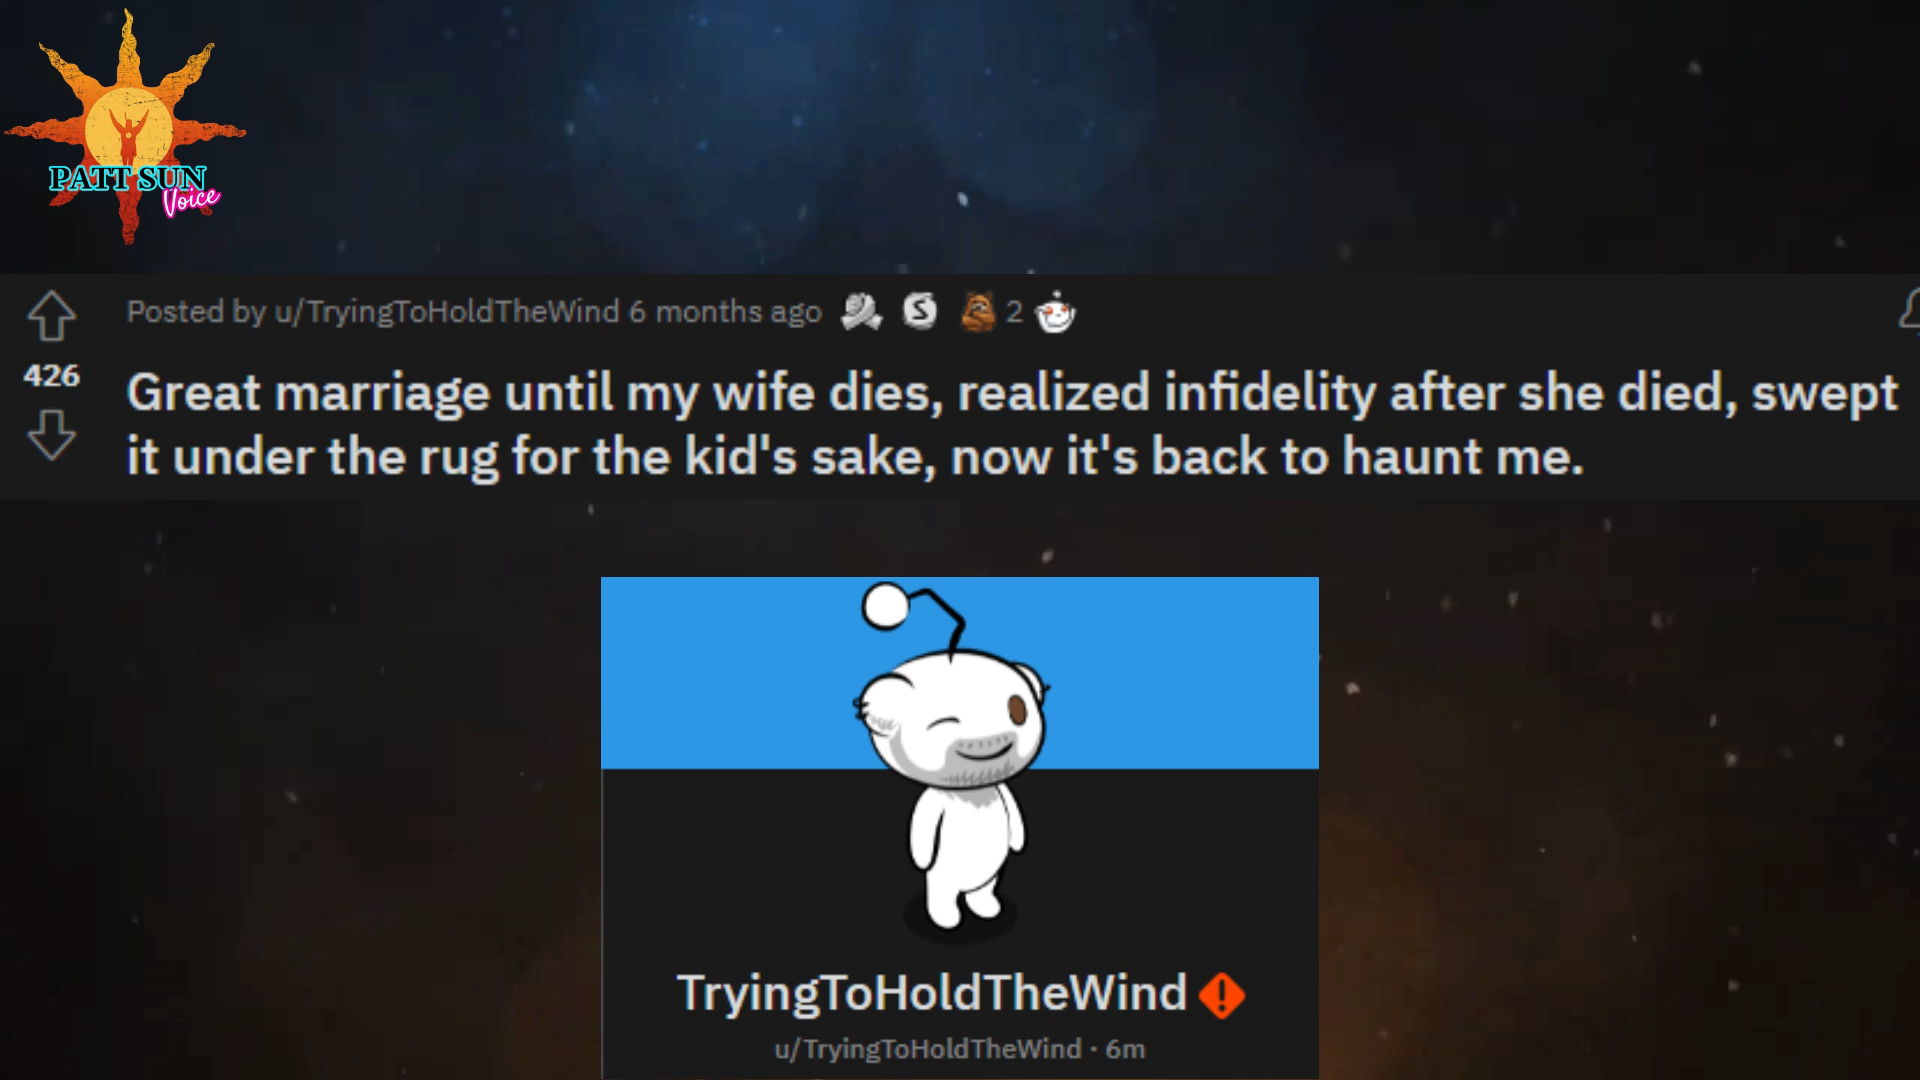 PATT SUN
Voice
Posted by u/TryingToHoldTheWind 6 months ago 2
426
Great marriage until my wife dies, realized infidelity after she died, swept
it under the rug for the kid's sake, now it's back to haunt me.
TryingToHoldTheWind
u/TryingToHoldTheWind · 6m